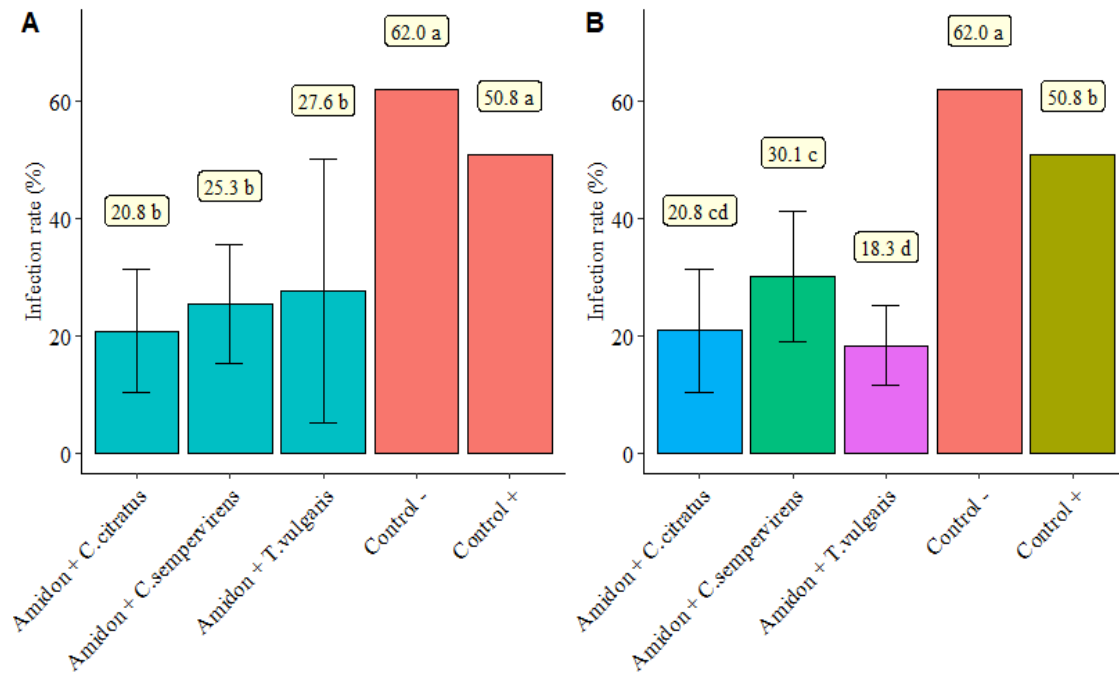 A
Infection rate (%)
60
40
20
0
20.8 b
25.3 b
27.6 b
62.0 a
50.8 a
Amidon + C.citratus
Amidon + C.sempervirens
Amidon + T.vulgaris
Control -
Control +
B
Infection rate (%)
60
40
20
0
20.8 cd
30.1 c
18.3 d
62.0 a
50.8 b
Amidon + C.citratus
Amidon + C.sempervirens
Amidon + T.vulgaris
Control -
Control +